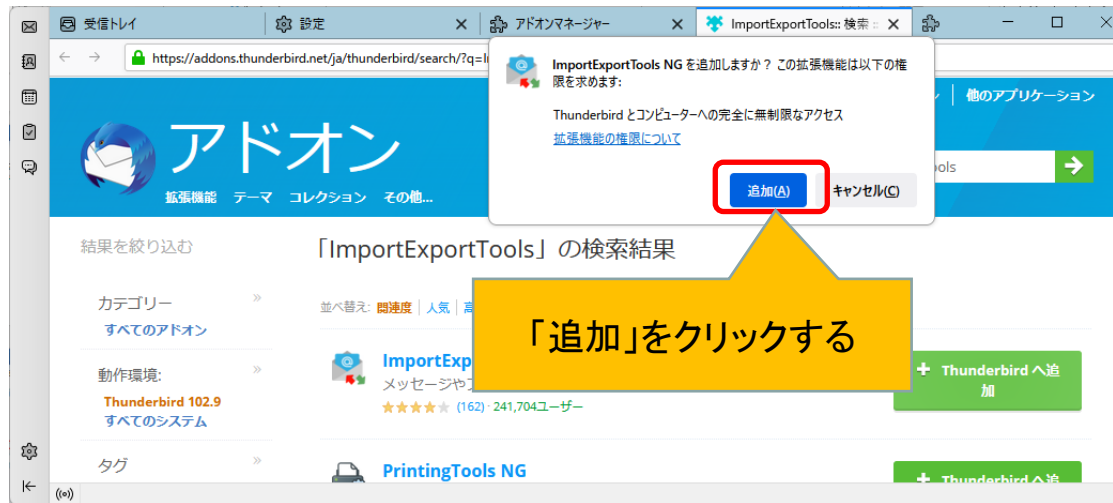 受信トレイ
設定
アドオンマネージャー
ImportExportTools:: 検索 ::
https://addons.thunderbird.net/ja/thunderbird/search/?q=I
ImportExportTools NG を追加しますか？ この拡張機能は以下の権
限を求めます:
Thunderbird とコンピューターへの完全に無制限なアクセス
拡張機能の権限について
追加(A)
キャンセル(C)
他のアプリケーション
アドオン
ools
拡張機能 テーマ コレクション その他...
結果を絞り込む
「ImportExportTools」の検索結果
カテゴリー
すべてのアドオン
並べ替え: 関連度 人気 高
「追加」をクリックする
動作環境:
Thunderbird 102.9
すべてのシステム
ImportExp
メッセージや
(162) · 241,704ユーザー
+ Thunderbird へ追
加
タグ
PrintingTools NG
+ Thunderbird へ追